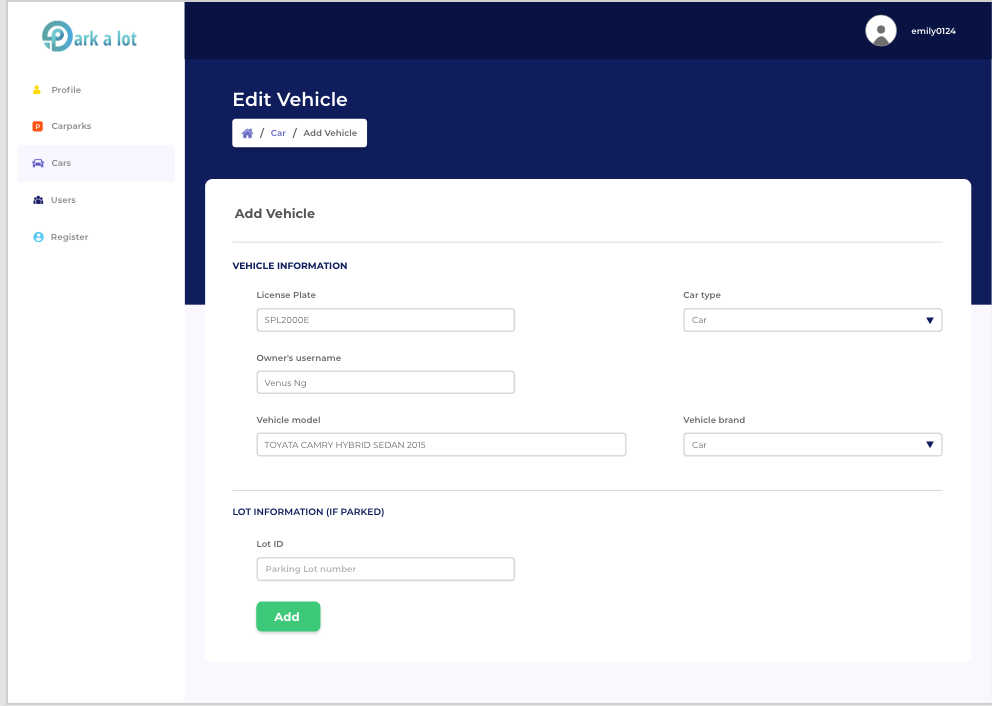 Park a lot
emily0124
Profile
Carparks
Cars
Users
Register
Edit Vehicle
/ Car / Add Vehicle
Add Vehicle
VEHICLE INFORMATION
License Plate
Car type
SPL2000E
Car
Owner's username
Venus Ng
Vehicle model
Vehicle brand
TOYATA CAMRY HYBRID SEDAN 2015
Car
LOT INFORMATION (IF PARKED)
Lot ID
Parking Lot number
Add